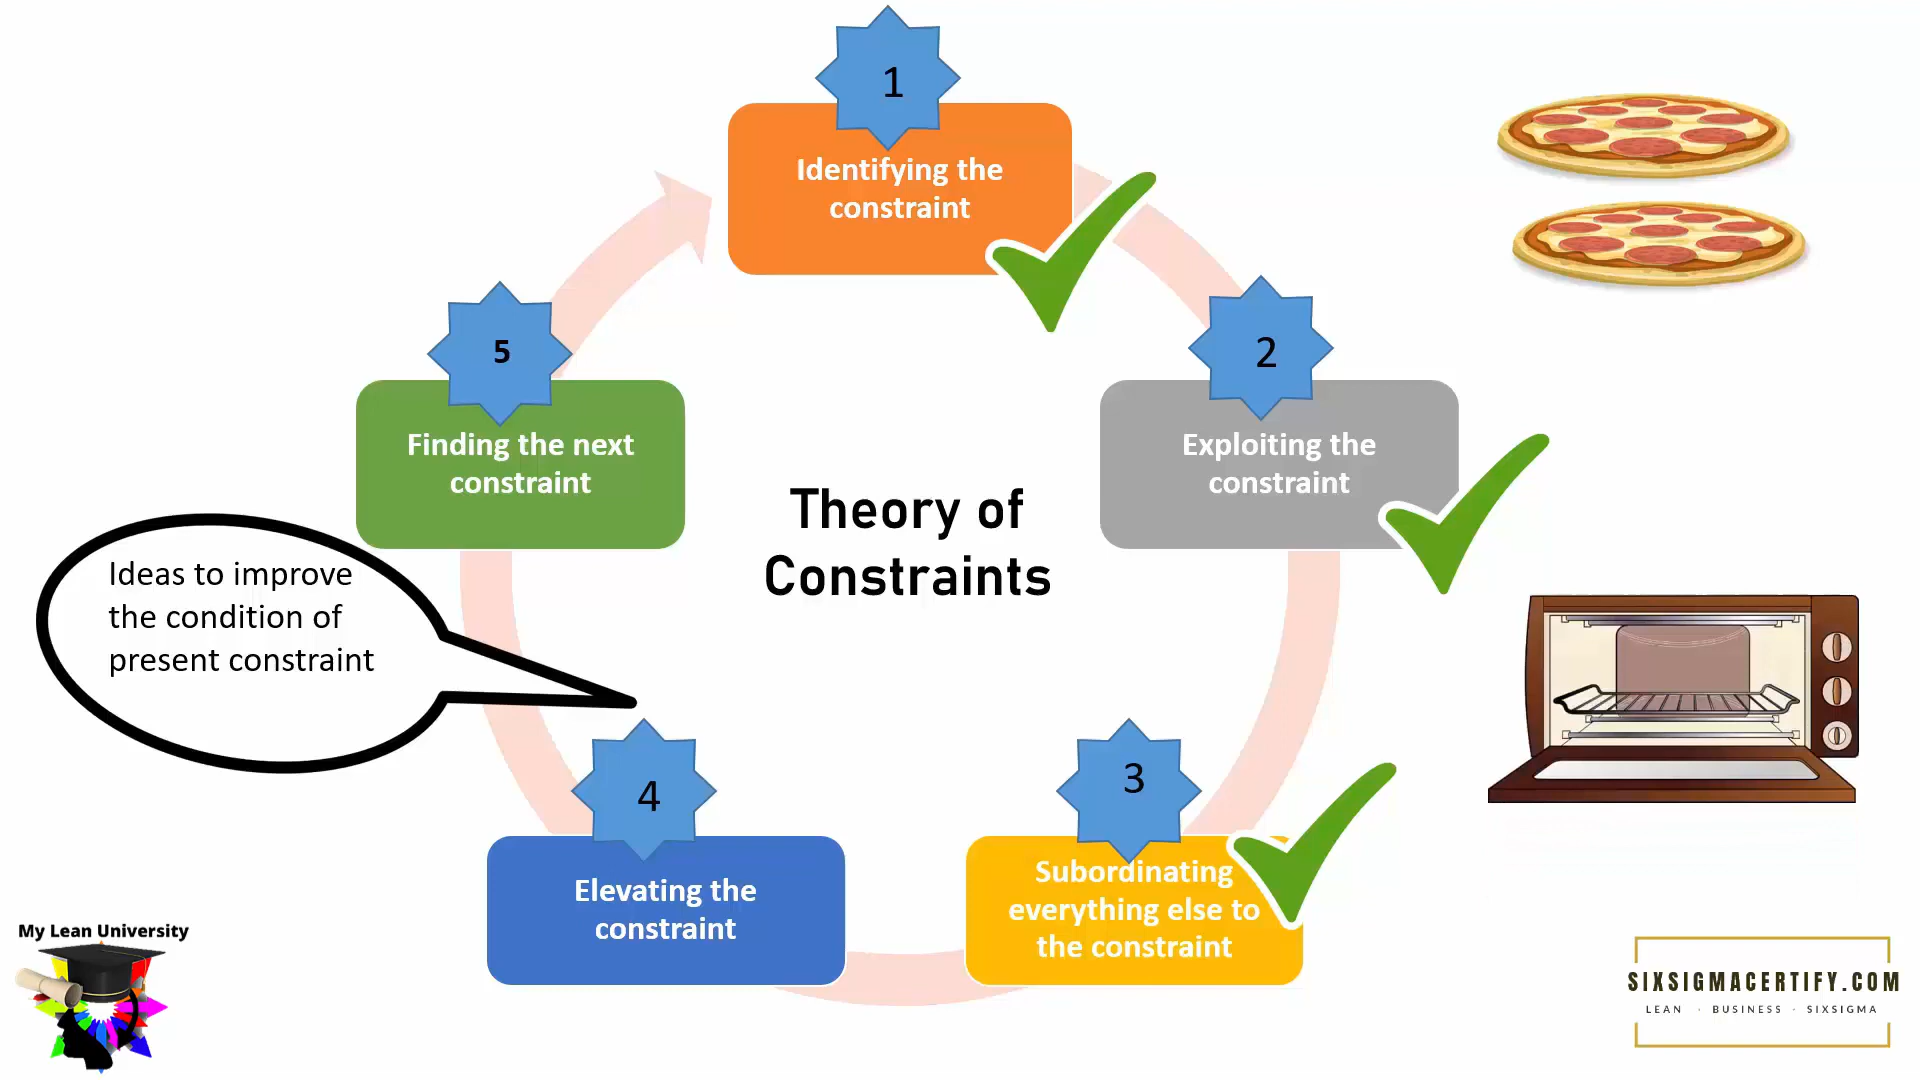 1
Identifying the
constraint
2
Exploiting the
constraint
3
Subordinating
everything else to
the constraint
4
Elevating the
constraint
5
Finding the next
constraint
Theory of
Constraints
Ideas to improve
the condition of
present constraint
My Lean University
SIXSIGMACERTIFY.COM
LEAN · BUSINESS · SIXSIGMA